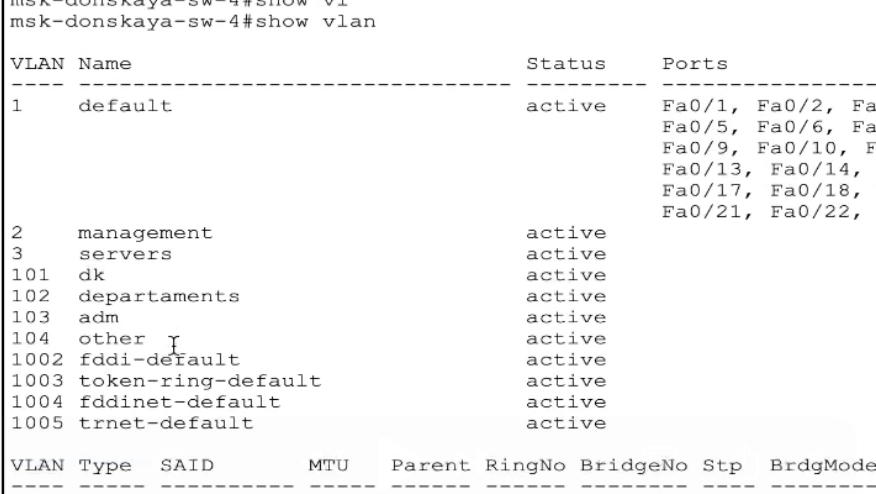 msk-donskaya-sw-4#show vl
msk-donskaya-sw-4#show vlan
VLAN Name Status Ports
---- -------------------------------- --------- ----------------
1 default active Fa0/1, Fa0/2, Fa
Fa0/5, Fa0/6, Fa
Fa0/9, Fa0/10, F
Fa0/13, Fa0/14,
Fa0/17, Fa0/18,
Fa0/21, Fa0/22,
2 management active
3 servers active
101 dk active
102 departaments active
103 adm active
104 other active
1002 fddi-default active
1003 token-ring-default active
1004 fddinet-default active
1005 trnet-default active
VLAN Type SAID MTU Parent RingNo BridgeNo Stp BrdgMode
---- ----- ---------- ----- ------ ------ -------- ---- --------